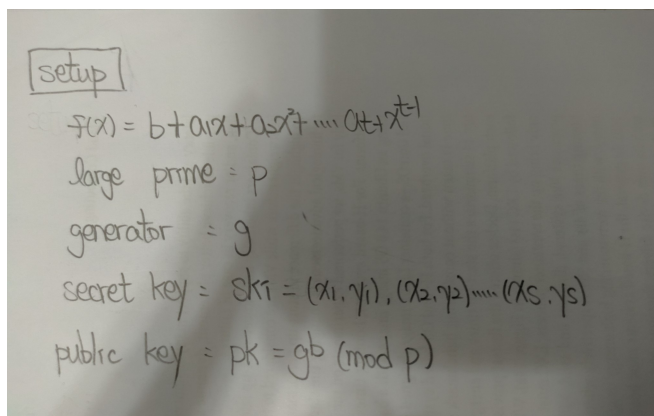 setup
f(x) = b + a₁x + a₂x² + .... aₜ₋₁xᵗ⁻¹
large prime = p
generator = g
secret key = ski = (x₁, y₁), (x₂, y₂) ..... (xs, ys)
public key = pk = gb (mod p)